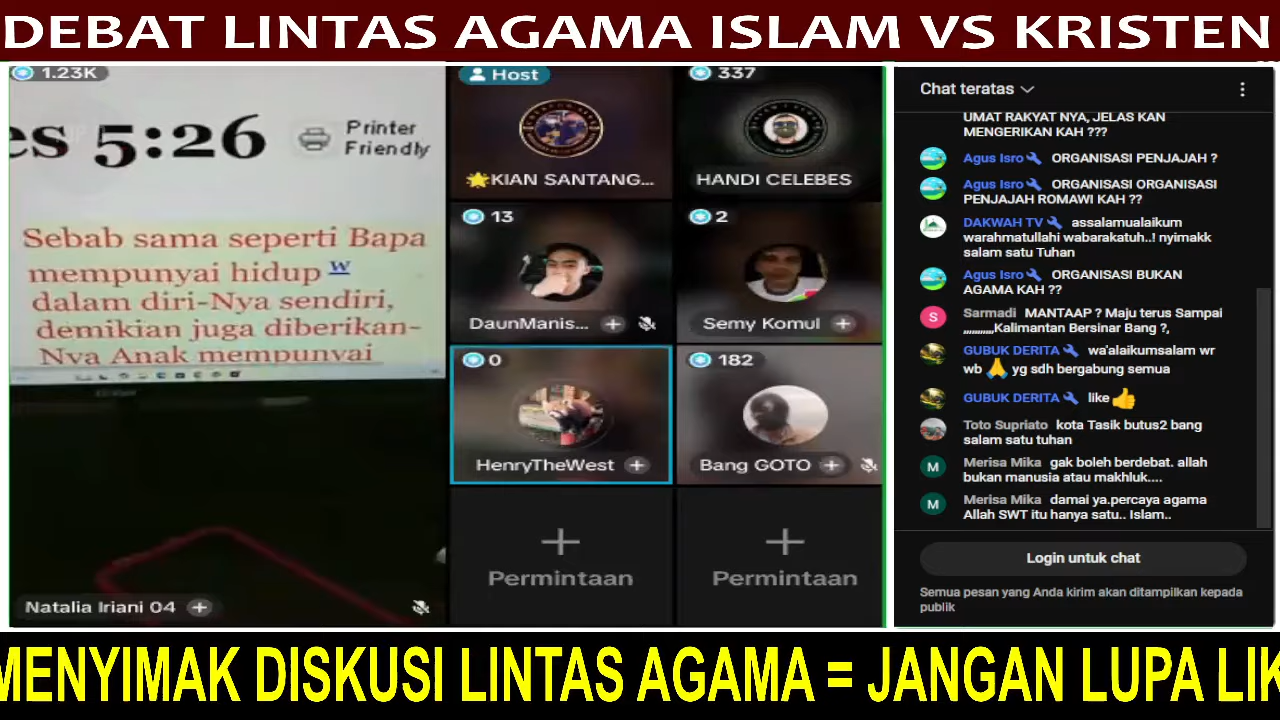 DEBAT LINTAS AGAMA ISLAM VS KRISTEN
1.23K
es 5:26
Printer
Friendly
Sebab sama seperti Bapa
mempunyai hidup w
dalam diri-Nya sendiri,
demikian juga diberikan-
Nya Anak mempunyai
Natalia Iriani 04 +
Host
🌟KIAN SANTANG...
337
HANDI CELEBES
13
DaunManis... +
2
Semy Komul +
0
HenryTheWest +
182
Bang GOTO +
+
Permintaan
+
Permintaan
Chat teratas
UMAT RAKYAT NYA, JELAS KAN
MENGERIKAN KAH ???
Agus Isro ORGANISASI PENJAJAH ?
Agus Isro ORGANISASI ORGANISASI
PENJAJAH ROMAWI KAH ??
DAKWAH TV assalamualaikum
warahmatullahi wabarakatuh..! nyimakk
salam satu Tuhan
Agus Isro ORGANISASI BUKAN
AGAMA KAH ??
S
Sarmadi MANTAAP ? Maju terus Sampai
,,,,,,,,,,,Kalimantan Bersinar Bang ?,
GUBUK DERITA wa'alaikumsalam wr
wb 🙏 yg sdh bergabung semua
GUBUK DERITA like👍
Toto Supriato kota Tasik butus2 bang
salam satu tuhan
M
Merisa Mika gak boleh berdebat. allah
bukan manusia atau makhluk....
M
Merisa Mika damai ya.percaya agama
Allah SWT itu hanya satu.. Islam..
Login untuk chat
Semua pesan yang Anda kirim akan ditampilkan kepada
publik
MENYIMAK DISKUSI LINTAS AGAMA = JANGAN LUPA LIK